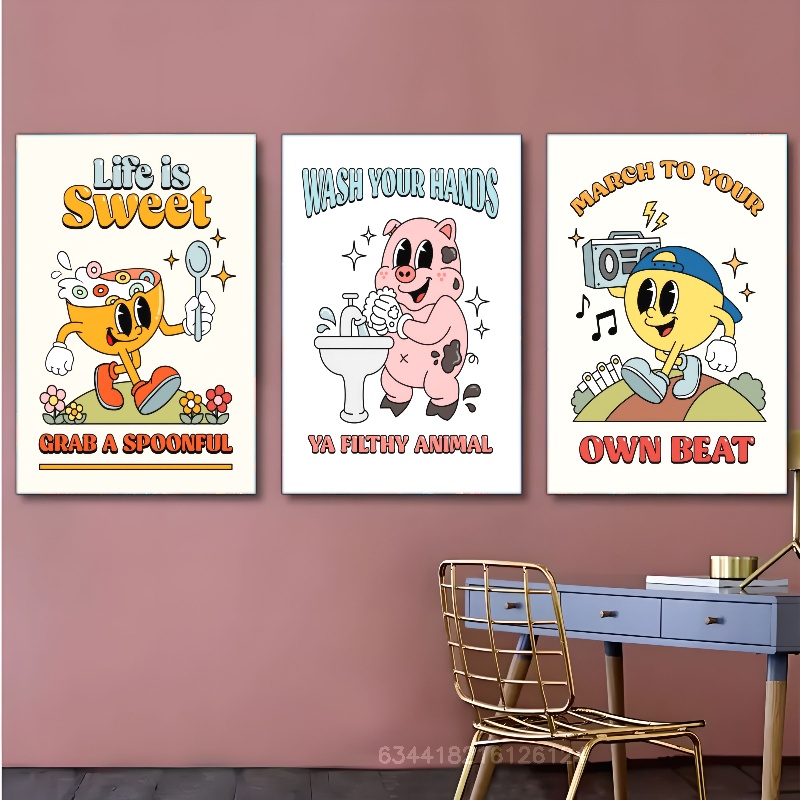 Life is
Sweet
GRAB A SPOONFUL
WASH YOUR HANDS
YA FILTHY ANIMAL
MARCH TO YOUR
OWN BEAT